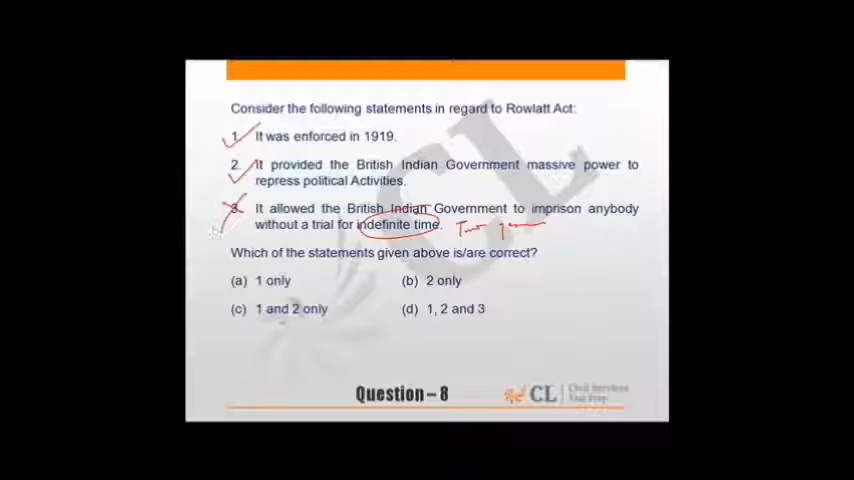 Consider the following statements in regard to Rowlatt Act:
1. It was enforced in 1919.
2. It provided the British Indian Government massive power to
repress political Activities.
3. It allowed the British Indian Government to imprison anybody
without a trial for indefinite time. Two years
Which of the statements given above is/are correct?
(a) 1 only (b) 2 only
(c) 1 and 2 only (d) 1, 2 and 3
Question – 8
CL Civil Services
Test Prep
CL